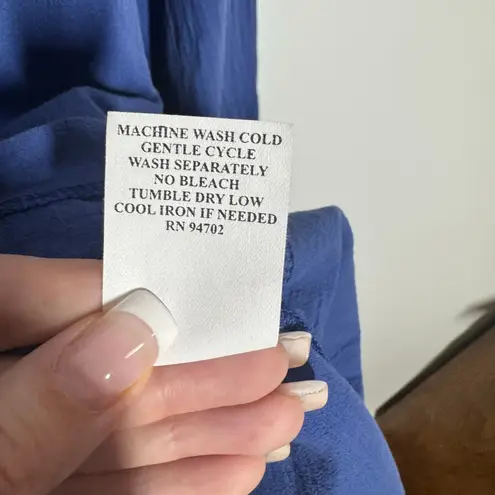 MACHINE WASH COLD
GENTLE CYCLE
WASH SEPARATELY
NO BLEACH
TUMBLE DRY LOW
COOL IRON IF NEEDED
RN 94702